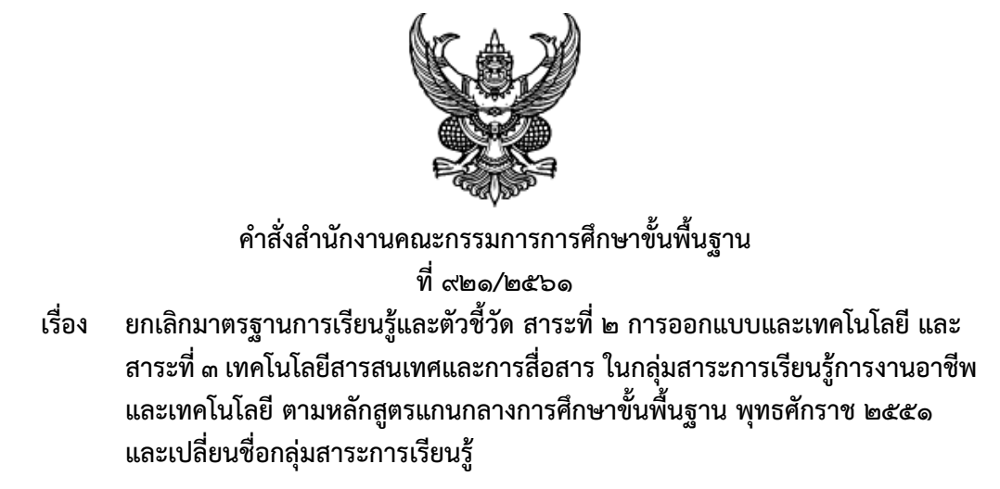 คำสั่งสำนักงานคณะกรรมการการศึกษาขั้นพื้นฐาน
ที่ ๙๒๑/๒๕๖๑
เรื่อง ยกเลิกมาตรฐานการเรียนรู้และตัวชี้วัด สาระที่ ๒ การออกแบบและเทคโนโลยี และ
สาระที่ ๓ เทคโนโลยีสารสนเทศและการสื่อสาร ในกลุ่มสาระการเรียนรู้การงานอาชีพ
และเทคโนโลยี ตามหลักสูตรแกนกลางการศึกษาขั้นพื้นฐาน พุทธศักราช ๒๕๕๑
และเปลี่ยนชื่อกลุ่มสาระการเรียนรู้